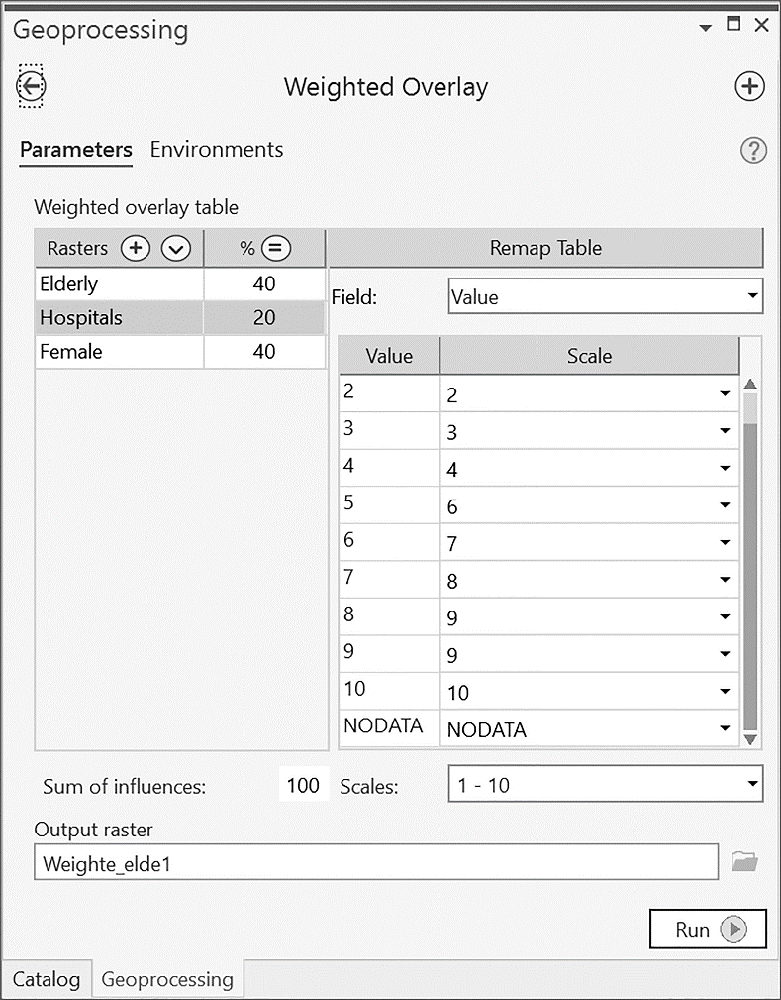 Geoprocessing
Weighted Overlay
Parameters Environments
Weighted overlay table
Rasters % Remap Table
Elderly 40
Field: Value
Hospitals 20
Female 40
Value Scale
2 2
3 3
4 4
5 6
6 7
7 8
8 9
9 9
10 10
NODATA NODATA
Sum of influences: 100 Scales: 1 - 10
Output raster
Weighte_elde1
Run
Catalog Geoprocessing